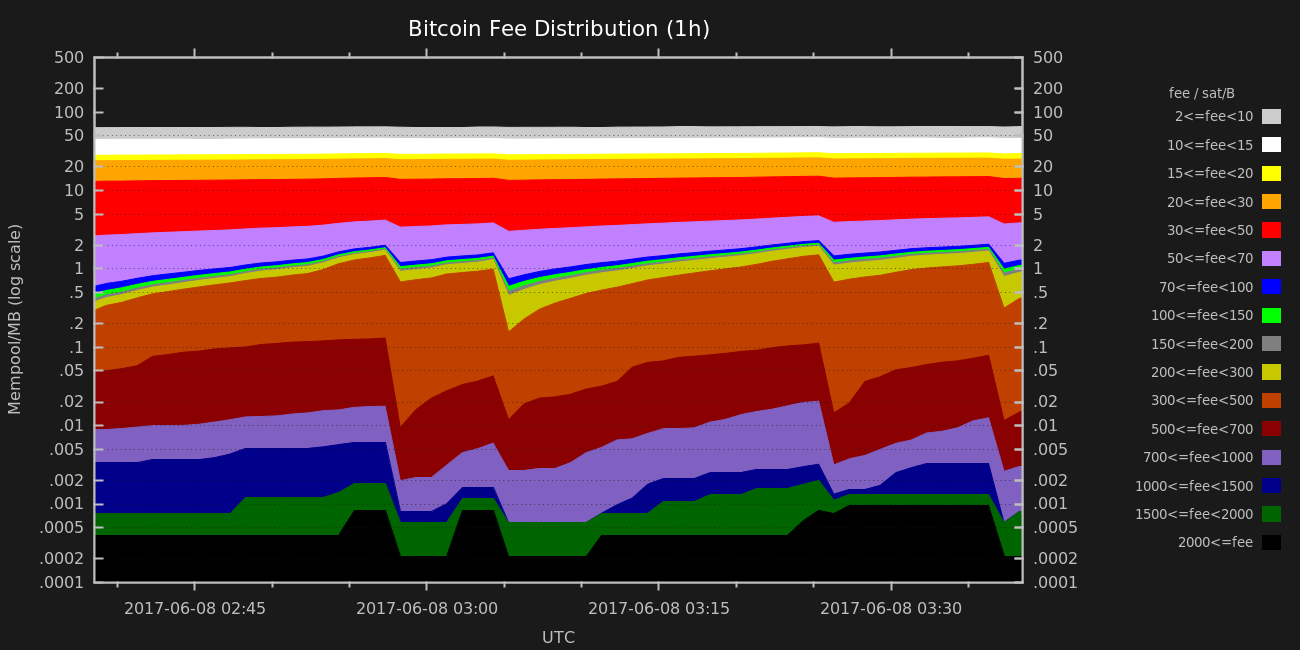 Bitcoin Fee Distribution (1h)
500 500
200 200
100 100
50 50
20 20
10 10
5 5
2 2
1 1
.5 .5
.2 .2
.1 .1
.05 .05
.02 .02
.01 .01
.005 .005
.002 .002
.001 .001
.0005 .0005
.0002 .0002
.0001 .0001
Mempool/MB (log scale)
2017-06-08 02:45 2017-06-08 03:00 2017-06-08 03:15 2017-06-08 03:30
UTC
fee / sat/B
2<=fee<10
10<=fee<15
15<=fee<20
20<=fee<30
30<=fee<50
50<=fee<70
70<=fee<100
100<=fee<150
150<=fee<200
200<=fee<300
300<=fee<500
500<=fee<700
700<=fee<1000
1000<=fee<1500
1500<=fee<2000
2000<=fee